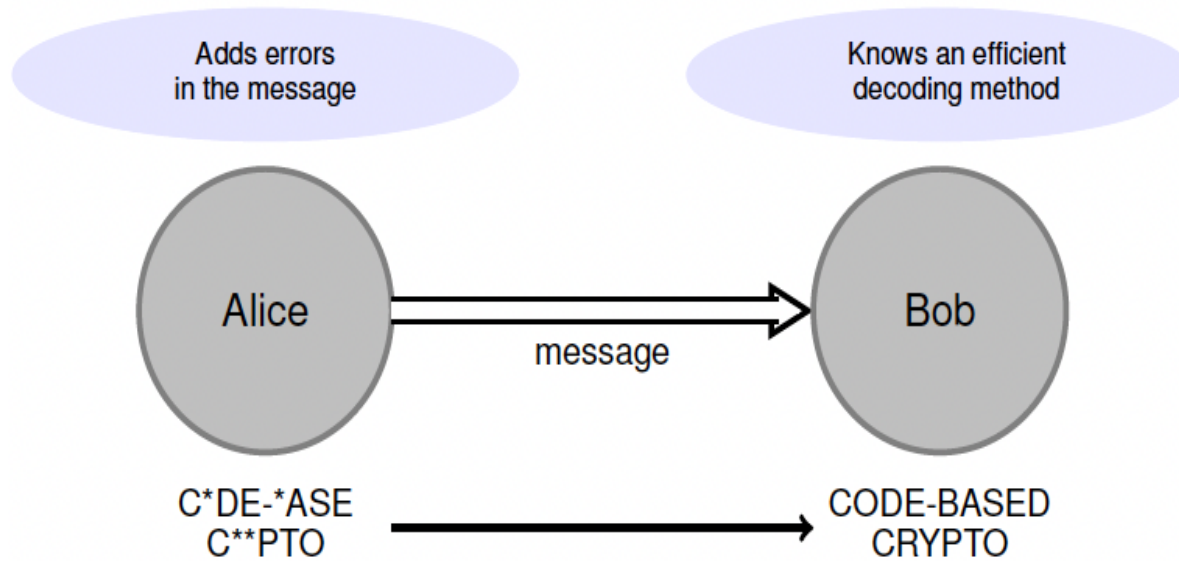 Adds errors
in the message
Knows an efficient
decoding method
Alice
message
Bob
C*DE-*ASE
C**PTO
CODE-BASED
CRYPTO